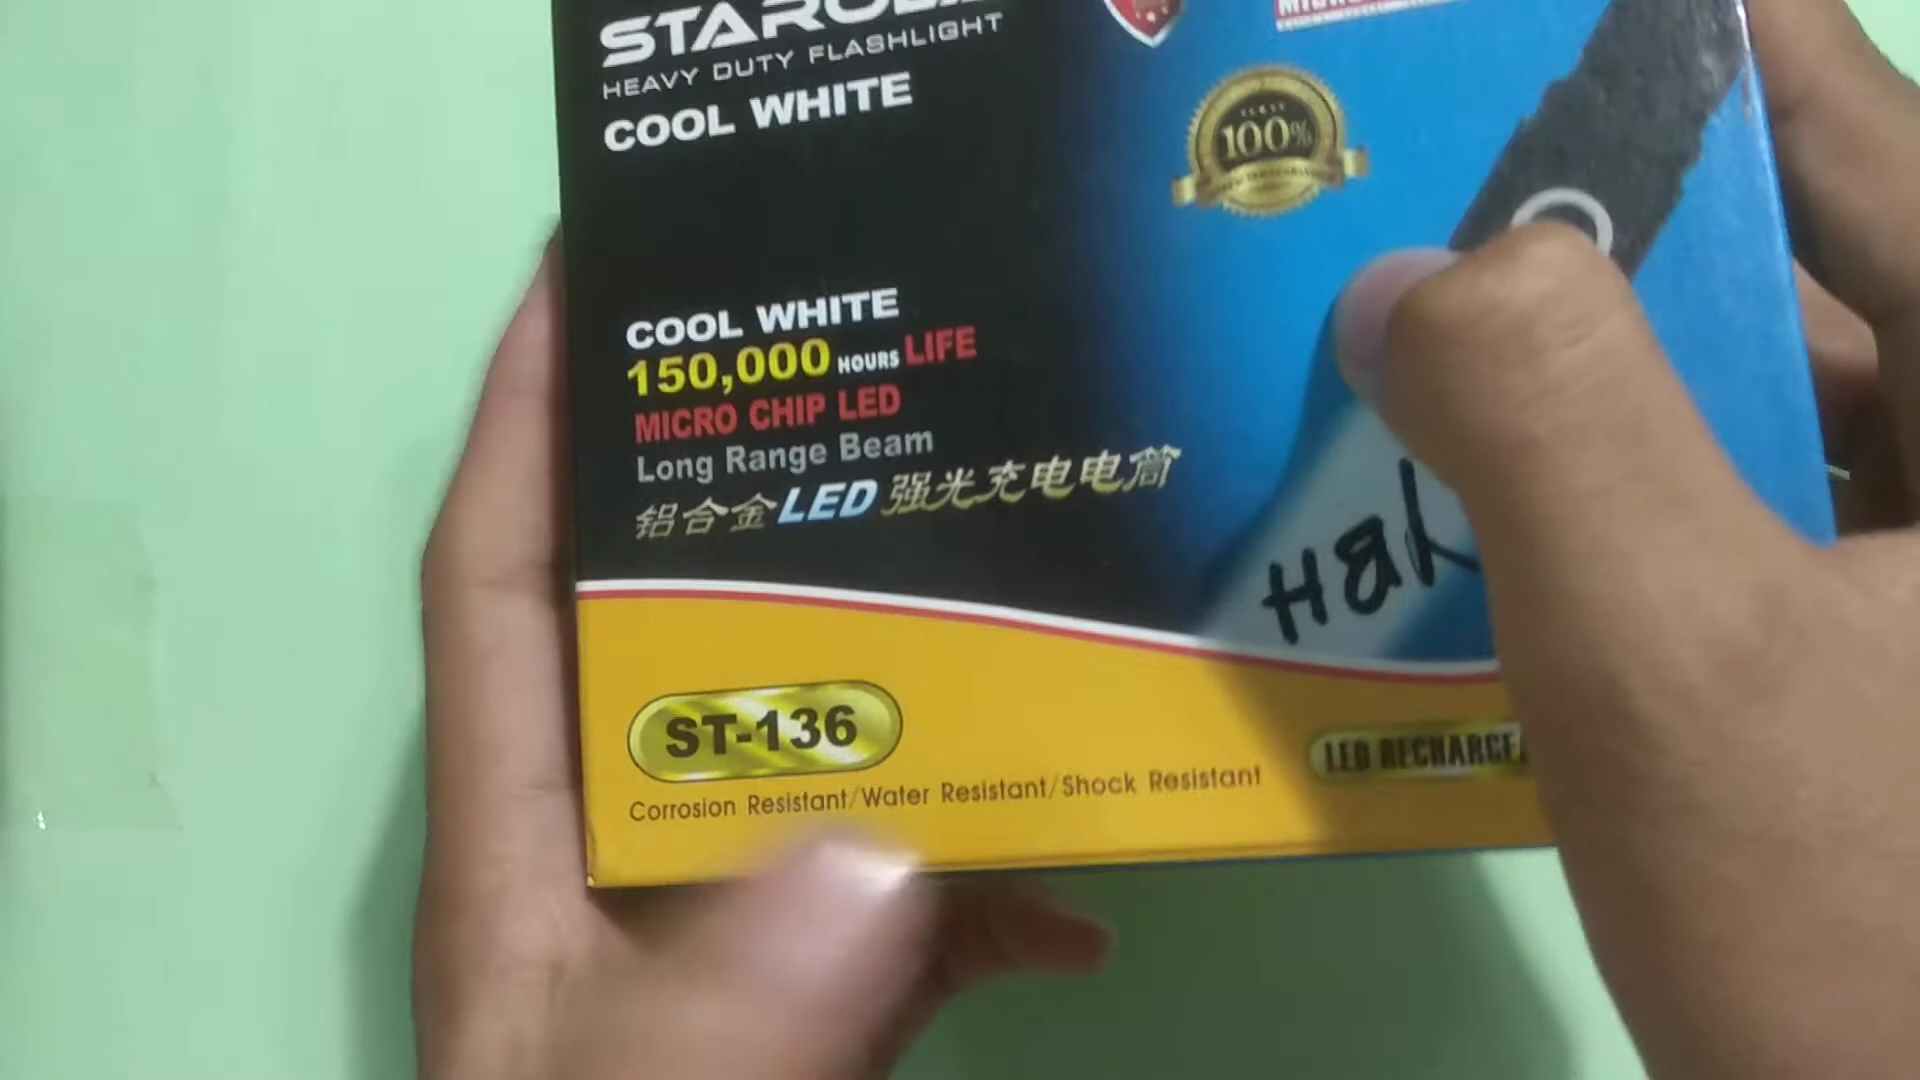 HEAVY DUTY FLASHLIGHT
COOL WHITE
100%
COOL WHITE
150,000 HOURS LIFE
MICRO CHIP LED
Long Range Beam
铝合金LED强光充电电筒
ST-136
LED
Corrosion Resistant/Water Resistant/Shock Resistant